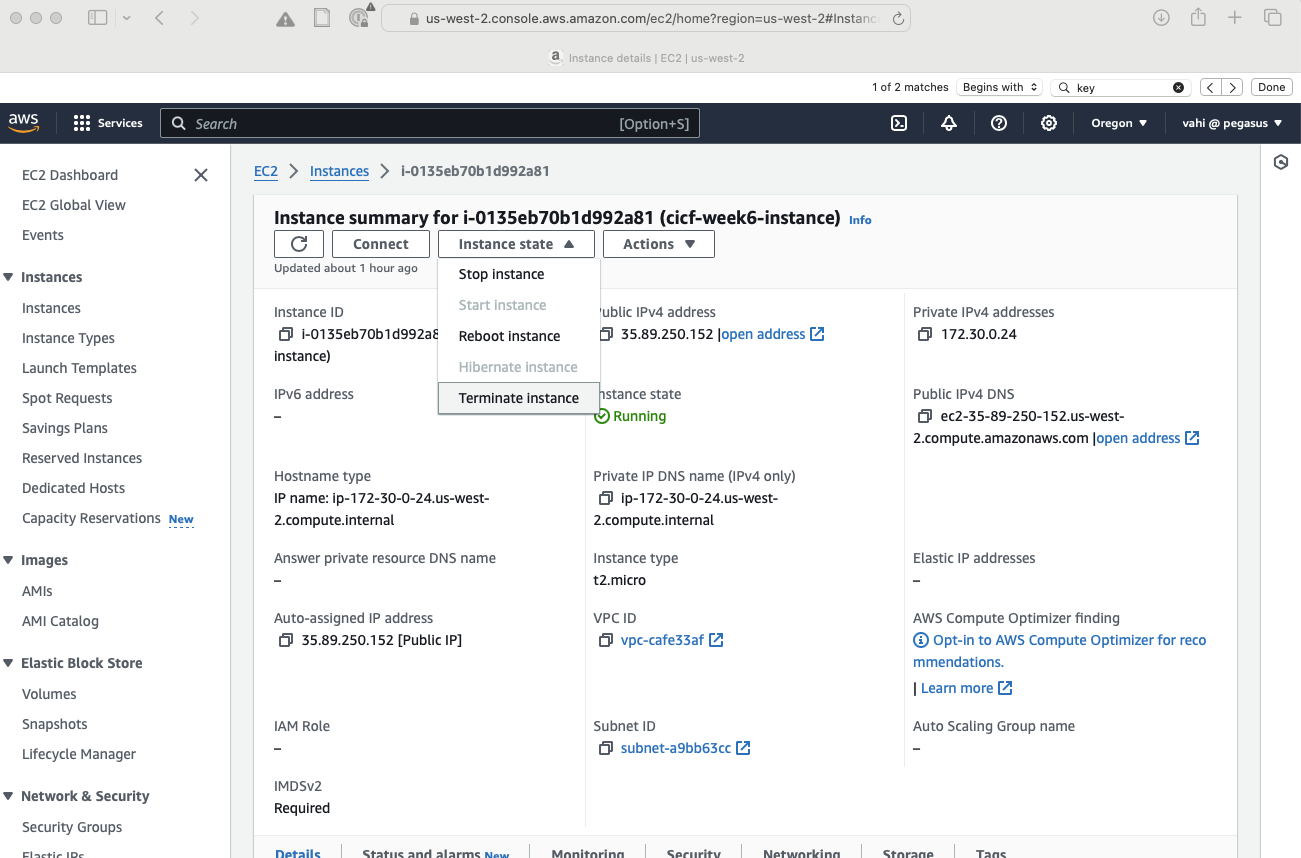 us-west-2.console.aws.amazon.com/ec2/home?region=us-west-2#Instanc
a Instance details | EC2 | us-west-2
1 of 2 matches Begins with key Done
aws Services Search [Option+S] Oregon vahi @ pegasus
EC2 Dashboard
EC2 Global View
Events
Instances
Instances
Instance Types
Launch Templates
Spot Requests
Savings Plans
Reserved Instances
Dedicated Hosts
Capacity Reservations New
Images
AMIs
AMI Catalog
Elastic Block Store
Volumes
Snapshots
Lifecycle Manager
Network & Security
Security Groups
Elastic IPs
EC2 Instances i-0135eb70b1d992a81
Instance summary for i-0135eb70b1d992a81 (cicf-week6-instance) Info
Connect Instance state Actions
Updated about 1 hour ago
Stop instance
Start instance
Reboot instance
Hibernate instance
Terminate instance
Instance ID
i-0135eb70b1d992a8
instance)
Public IPv4 address
35.89.250.152 |open address
Private IPv4 addresses
172.30.0.24
IPv6 address
–
Instance state
Running
Public IPv4 DNS
ec2-35-89-250-152.us-west-
2.compute.amazonaws.com |open address
Hostname type
IP name: ip-172-30-0-24.us-west-
2.compute.internal
Private IP DNS name (IPv4 only)
ip-172-30-0-24.us-west-
2.compute.internal
Answer private resource DNS name
–
Instance type
t2.micro
Elastic IP addresses
–
Auto-assigned IP address
35.89.250.152 [Public IP]
VPC ID
vpc-cafe33af
AWS Compute Optimizer finding
Opt-in to AWS Compute Optimizer for reco
mmendations.
| Learn more
IAM Role
–
Subnet ID
subnet-a9bb63cc
Auto Scaling Group name
–
IMDSv2
Required
Details Status and alarms New Monitoring Security Networking Storage Tags